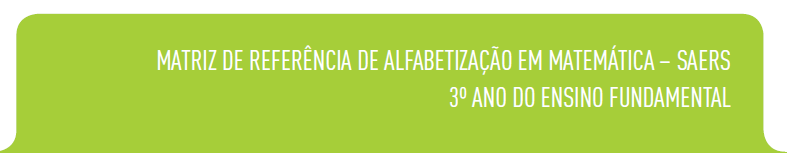 MATRIZ DE REFERÊNCIA DE ALFABETIZAÇÃO EM MATEMÁTICA – SAERS
3º ANO DO ENSINO FUNDAMENTAL